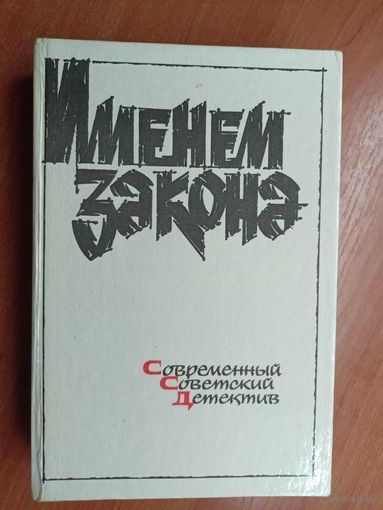 Именем
закона
Современный
Советский
Детектив